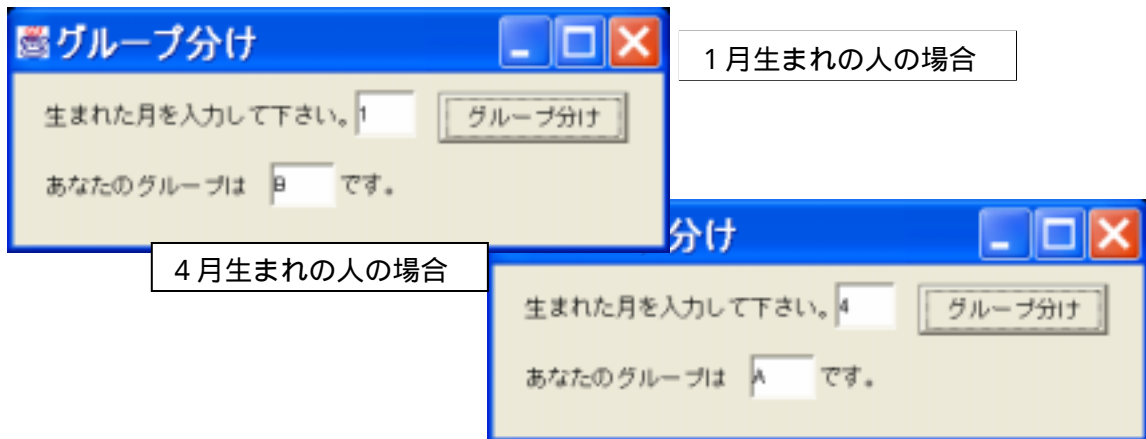 グループ分け
1月生まれの人の場合
生まれた月を入力して下さい。 1 グループ分け
あなたのグループは B です。
4月生まれの人の場合
分け
生まれた月を入力して下さい。 4 グループ分け
あなたのグループは A です。